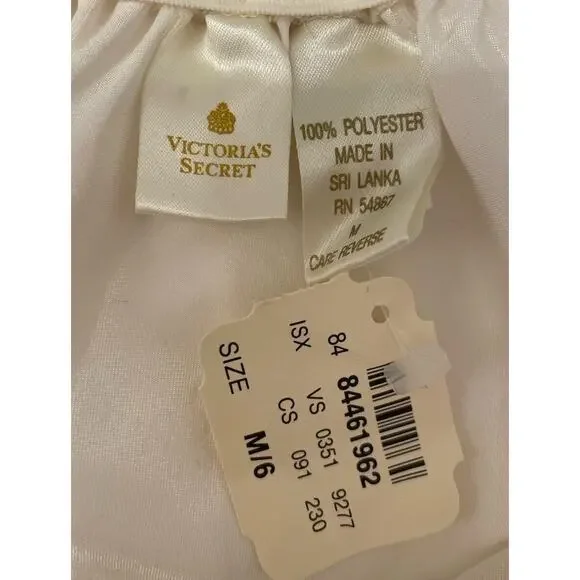 VICTORIA'S
SECRET
100% POLYESTER
MADE IN
SRI LANKA
RN 54867
M
CARE REVERSE
84 84461962
ISX VS 0351 9277
CS 091 230
SIZE M/6